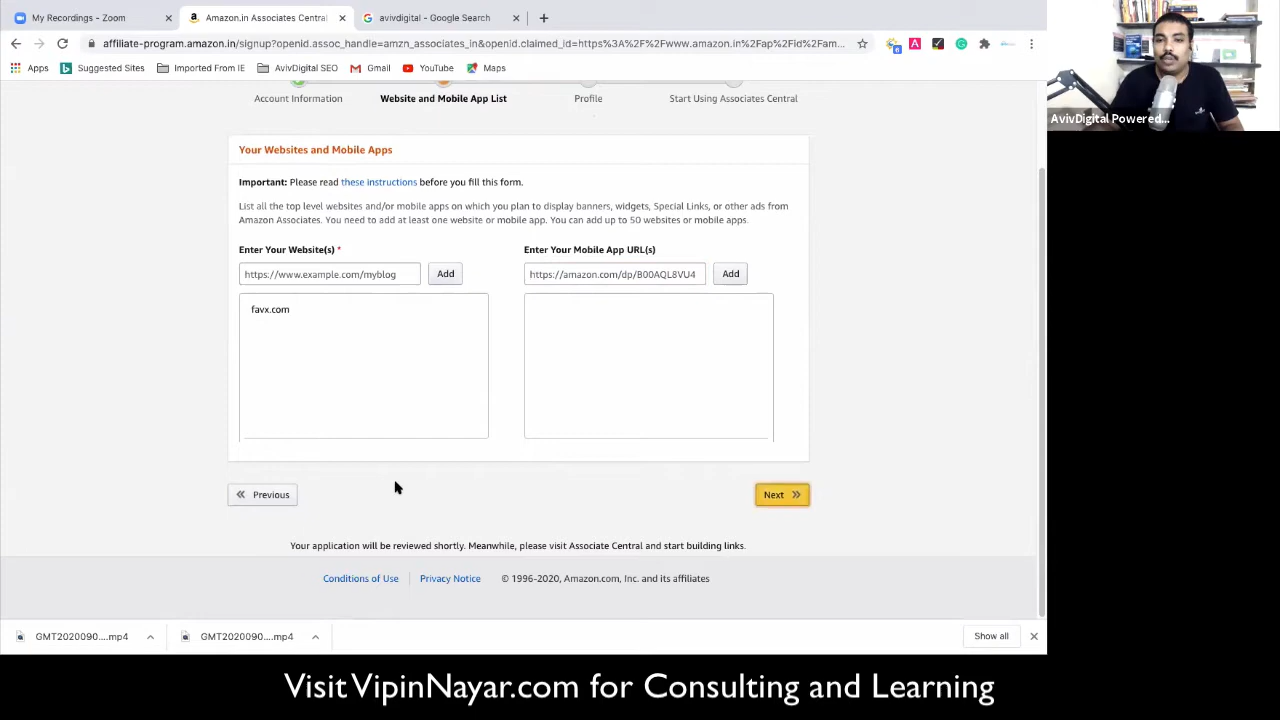 My Recordings - Zoom
Amazon.in Associates Central
avivdigital - Google Search
affiliate-program.amazon.in/signup?openid.assoc_handle=amzn_associates_in&openid.claimed_id=https%3A%2F%2Fwww.amazon.in%2Fap%2Fid%2Fam...
6
Apps
Suggested Sites
Imported From IE
AvivDigital SEO
Gmail
YouTube
Maps
Account Information
Website and Mobile App List
Profile
Start Using Associates Central
AvivDigital Powered...
Your Websites and Mobile Apps
Important: Please read these instructions before you fill this form.
List all the top level websites and/or mobile apps on which you plan to display banners, widgets, Special Links, or other ads from
Amazon Associates. You need to add at least one website or mobile app. You can add up to 50 websites or mobile apps.
Enter Your Website(s) *
Enter Your Mobile App URL(s)
https://www.example.com/myblog
Add
https://amazon.com/dp/B00AQL8VU4
Add
favx.com
Previous
Next
Your application will be reviewed shortly. Meanwhile, please visit Associate Central and start building links.
Conditions of Use
Privacy Notice
© 1996-2020, Amazon.com, Inc. and its affiliates
GMT2020090....mp4
GMT2020090....mp4
Show all
Visit VipinNayar.com for Consulting and Learning